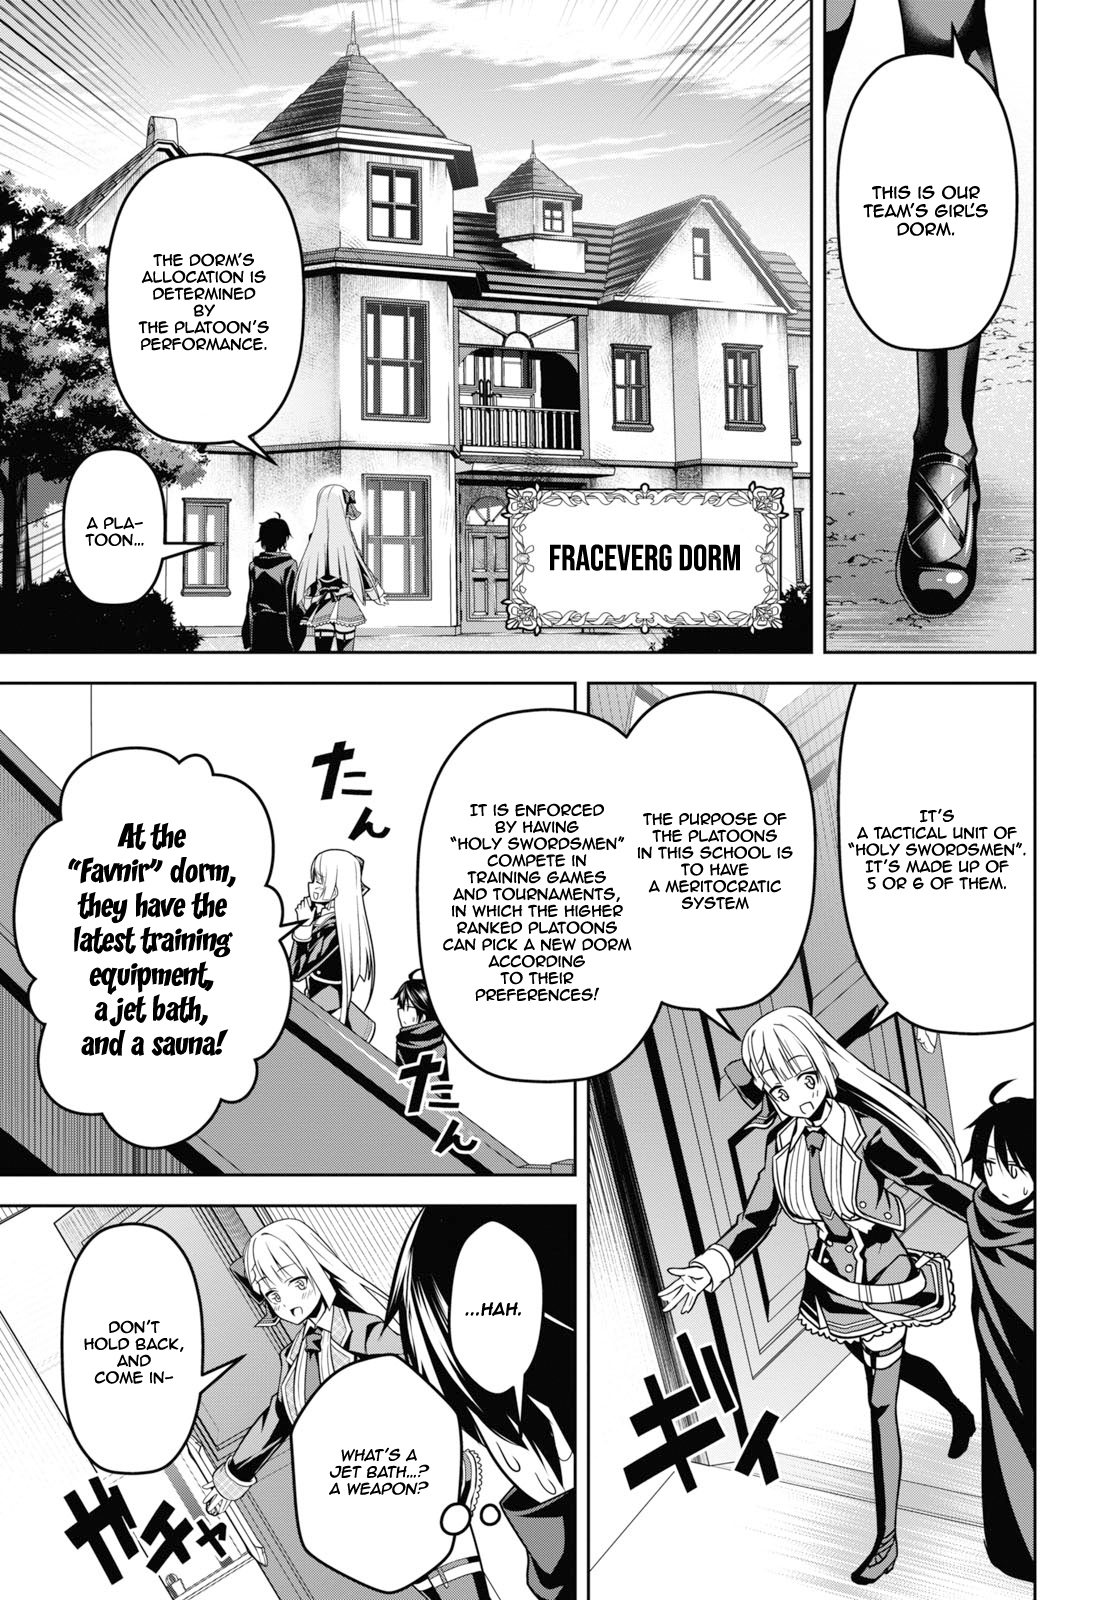 THIS IS OUR
TEAM'S GIRL'S
DORM.
THE DORM'S
ALLOCATION IS
DETERMINED
BY
THE PLATOON'S
PERFORMANCE.
A PLA-
TOON...
FRACEVERG DORM
IT'S
A TACTICAL UNIT OF
"HOLY SWORDSMEN".
IT'S MADE UP OF
5 OR 6 OF THEM.
THE PURPOSE OF
THE PLATOONS
IN THIS SCHOOL IS
TO HAVE
A MERITOCRATIC
SYSTEM
IT IS ENFORCED
BY HAVING
"HOLY SWORDSMEN"
COMPETE IN
TRAINING GAMES
AND TOURNAMENTS,
IN WHICH THE HIGHER
RANKED PLATOONS
CAN PICK A NEW DORM
ACCORDING
TO THEIR
PREFERENCES!
ギィ
たん
At the
"Favnir" dorm,
they have the
latest training
equipment,
a jet bath,
and a sauna!
たん
...HAH.
WHAT'S A
JET BATH...?
A WEAPON?
DON'T
HOLD BACK,
AND
COME IN-
ガチャ